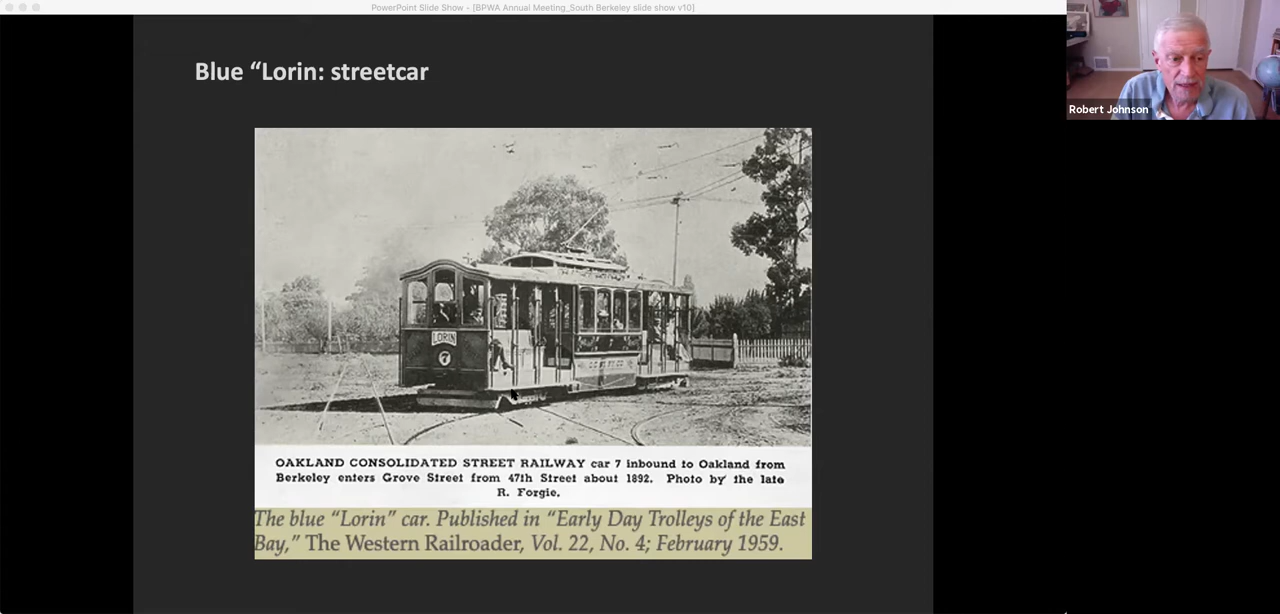 PowerPoint Slide Show - [BPWA Annual Meeting_South Berkeley slide show v10]
Blue “Lorin: streetcar
Robert Johnson
LORIN
7
OAKLAND CONSOLIDATED STREET RAILWAY car 7 inbound to Oakland from
Berkeley enters Grove Street from 47th Street about 1892. Photo by the late
R. Forgie.
The blue “Lorin” car. Published in “Early Day Trolleys of the East
Bay,” The Western Railroader, Vol. 22, No. 4; February 1959.